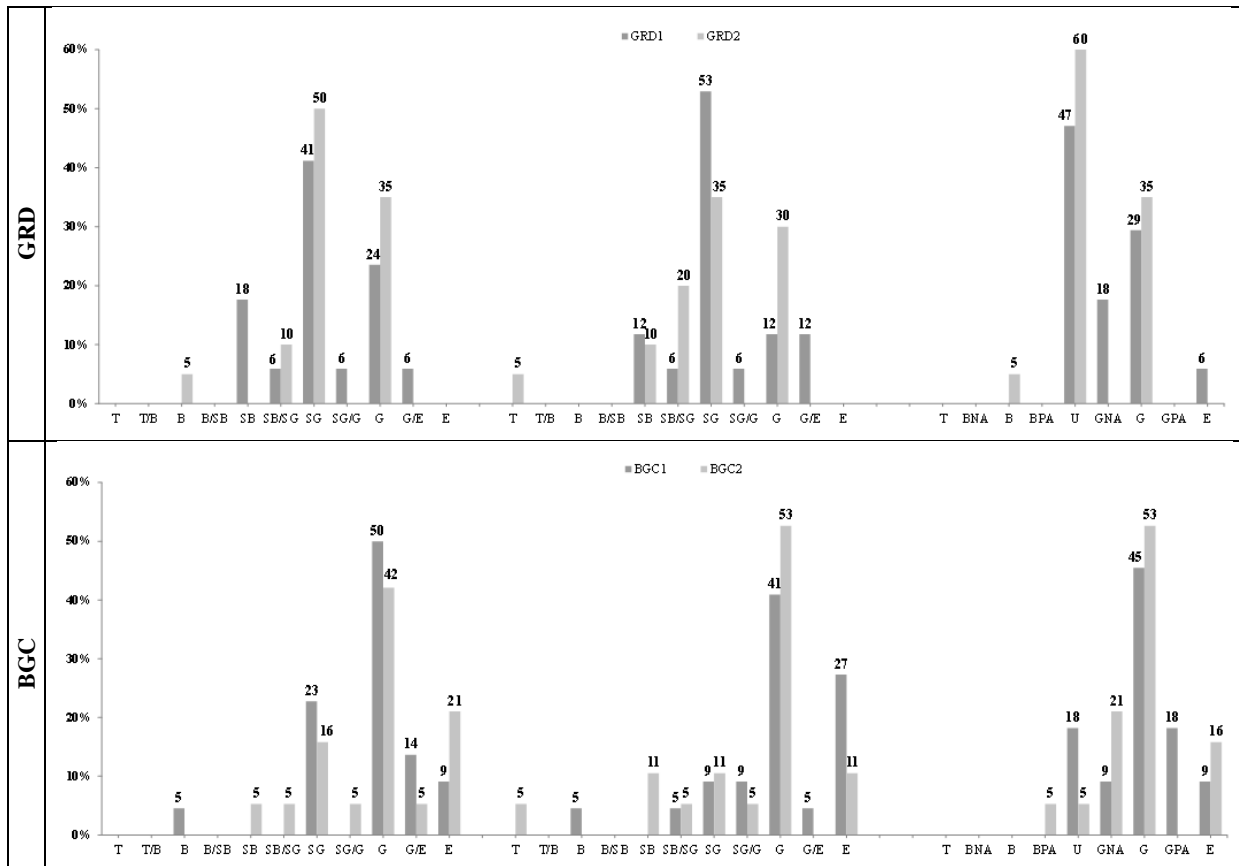 GRD
GRD1 GRD2
60%
50%
40%
30%
20%
10%
0%
5 18 6 10 41 50 6 24 35 6
5 12 10 6 20 53 35 6 12 30 12
5 47 60 18 29 35 6
T T/B B B/SB SB SB/SG SG SG/G G G/E E
T T/B B B/SB SB SB/SG SG SG/G G G/E E
T BNA B BPA U GNA G GPA E
BGC
BGC1 BGC2
60%
50%
40%
30%
20%
10%
0%
5 5 5 23 16 5 50 42 14 5 9 21
5 5 11 5 5 9 11 9 5 41 53 5 27 11
5 18 5 9 21 45 53 18 9 16
T T/B B B/SB SB SB/SG SG SG/G G G/E E
T T/B B B/SB SB SB/SG SG SG/G G G/E E
T BNA B BPA U GNA G GPA E